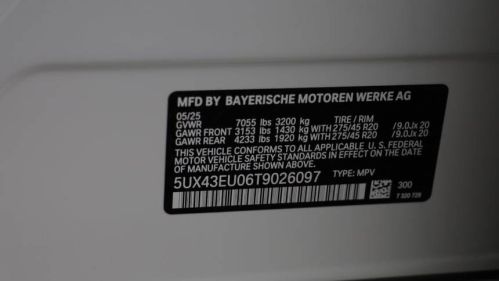 MFD BY BAYERISCHE MOTOREN WERKE AG
05/25 TIRE / RIM
GVWR 7055 lbs 3200 kg
GAWR FRONT 3153 lbs 1430 kg WITH 275/45 R20 /9.0Jx 20
GAWR REAR 4233 lbs 1920 kg WITH 275/45 R20 /9.0Jx 20
THIS VEHICLE CONFORMS TO ALL APPLICABLE U. S. FEDERAL
MOTOR VEHICLE SAFETY STANDARDS IN EFFECT ON THE DATE
OF MANUFACTURE SHOWN ABOVE.
5UX43EU06T9026097 TYPE: MPV
300
7 320 728